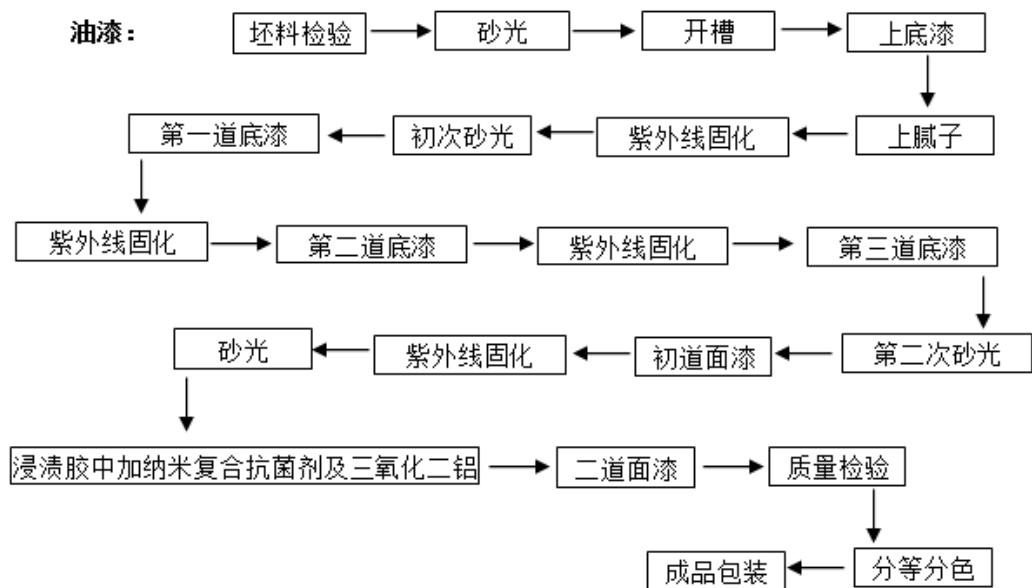 油漆： 坯料检验 砂光 开槽 上底漆
第一道底漆 初次砂光 紫外线固化 上腻子
紫外线固化 第二道底漆 紫外线固化 第三道底漆
砂光 紫外线固化 初道面漆 第二次砂光
浸渍胶中加纳米复合抗菌剂及三氧化二铝 二道面漆 质量检验
成品包装 分等分色